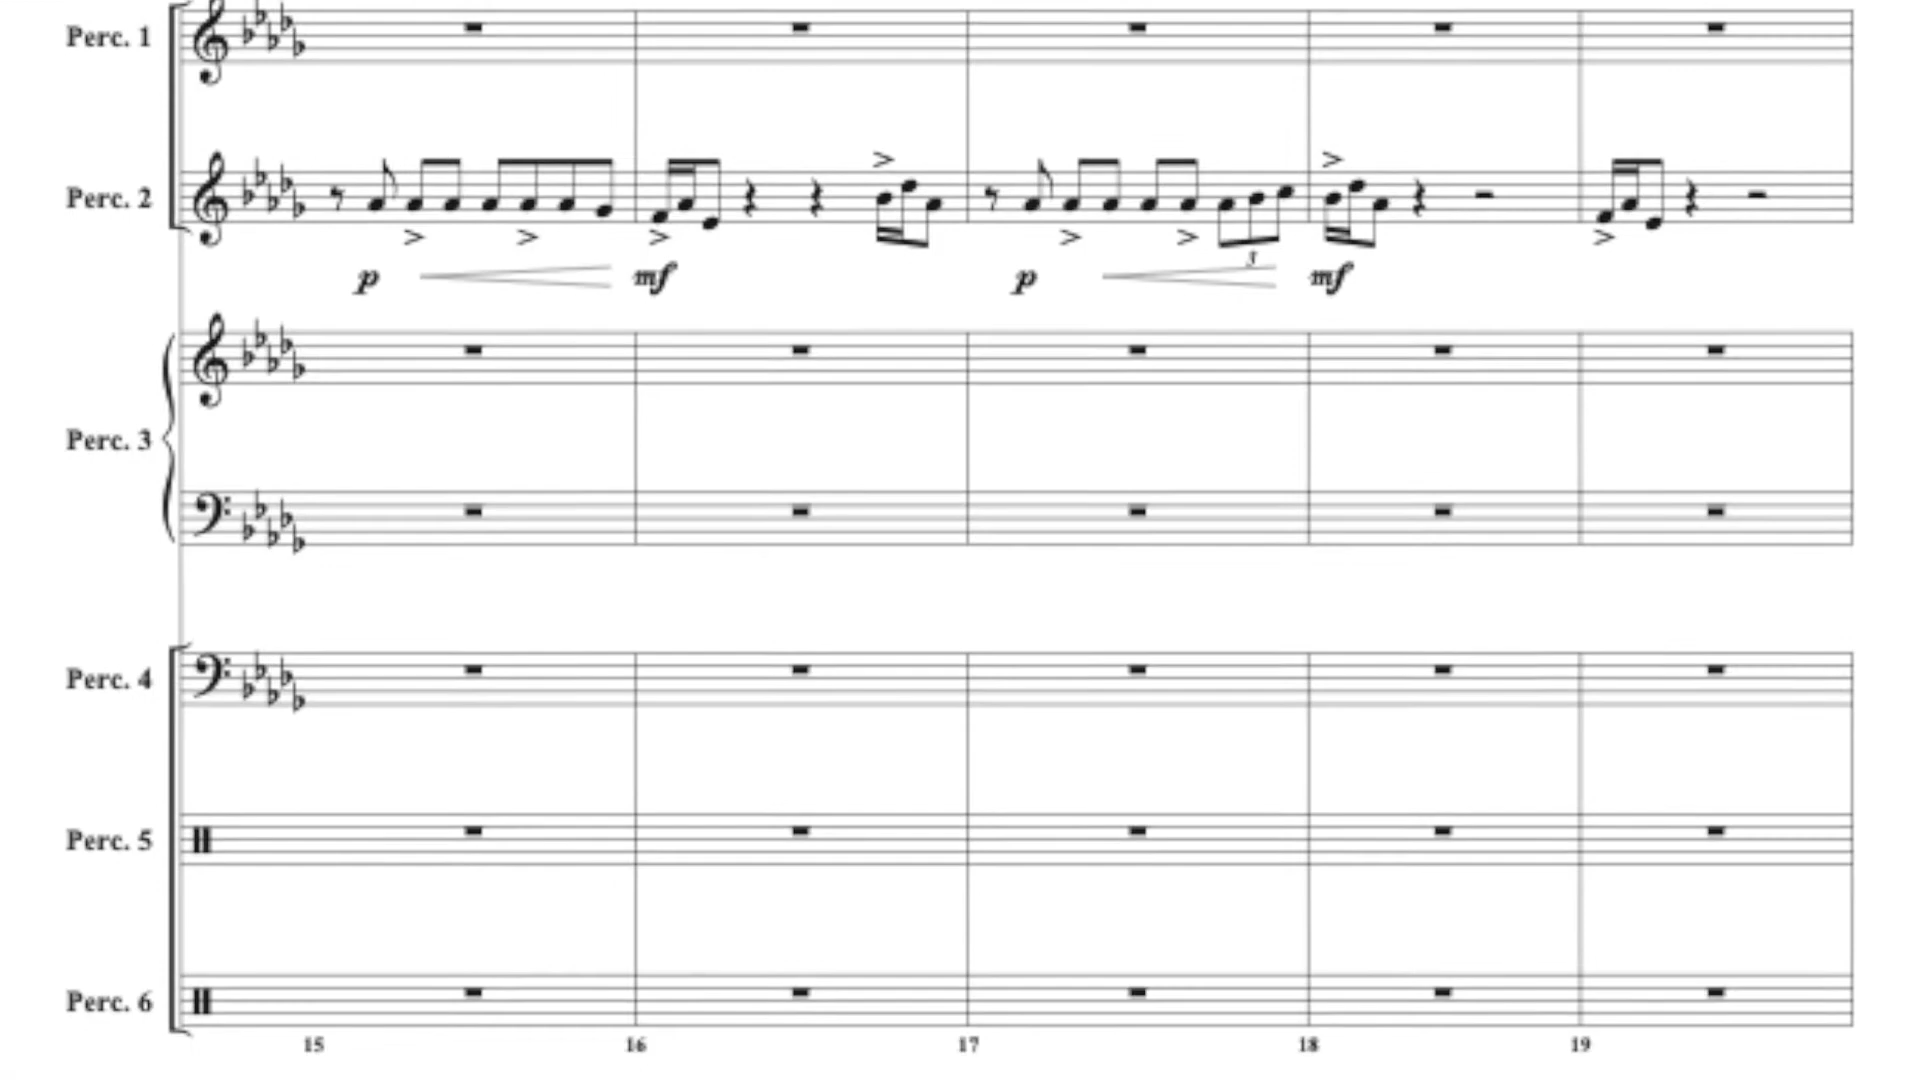 Perc. 1
Perc. 2
p mf p 3 mf
Perc. 3
Perc. 4
Perc. 5
Perc. 6
15 16 17 18 19